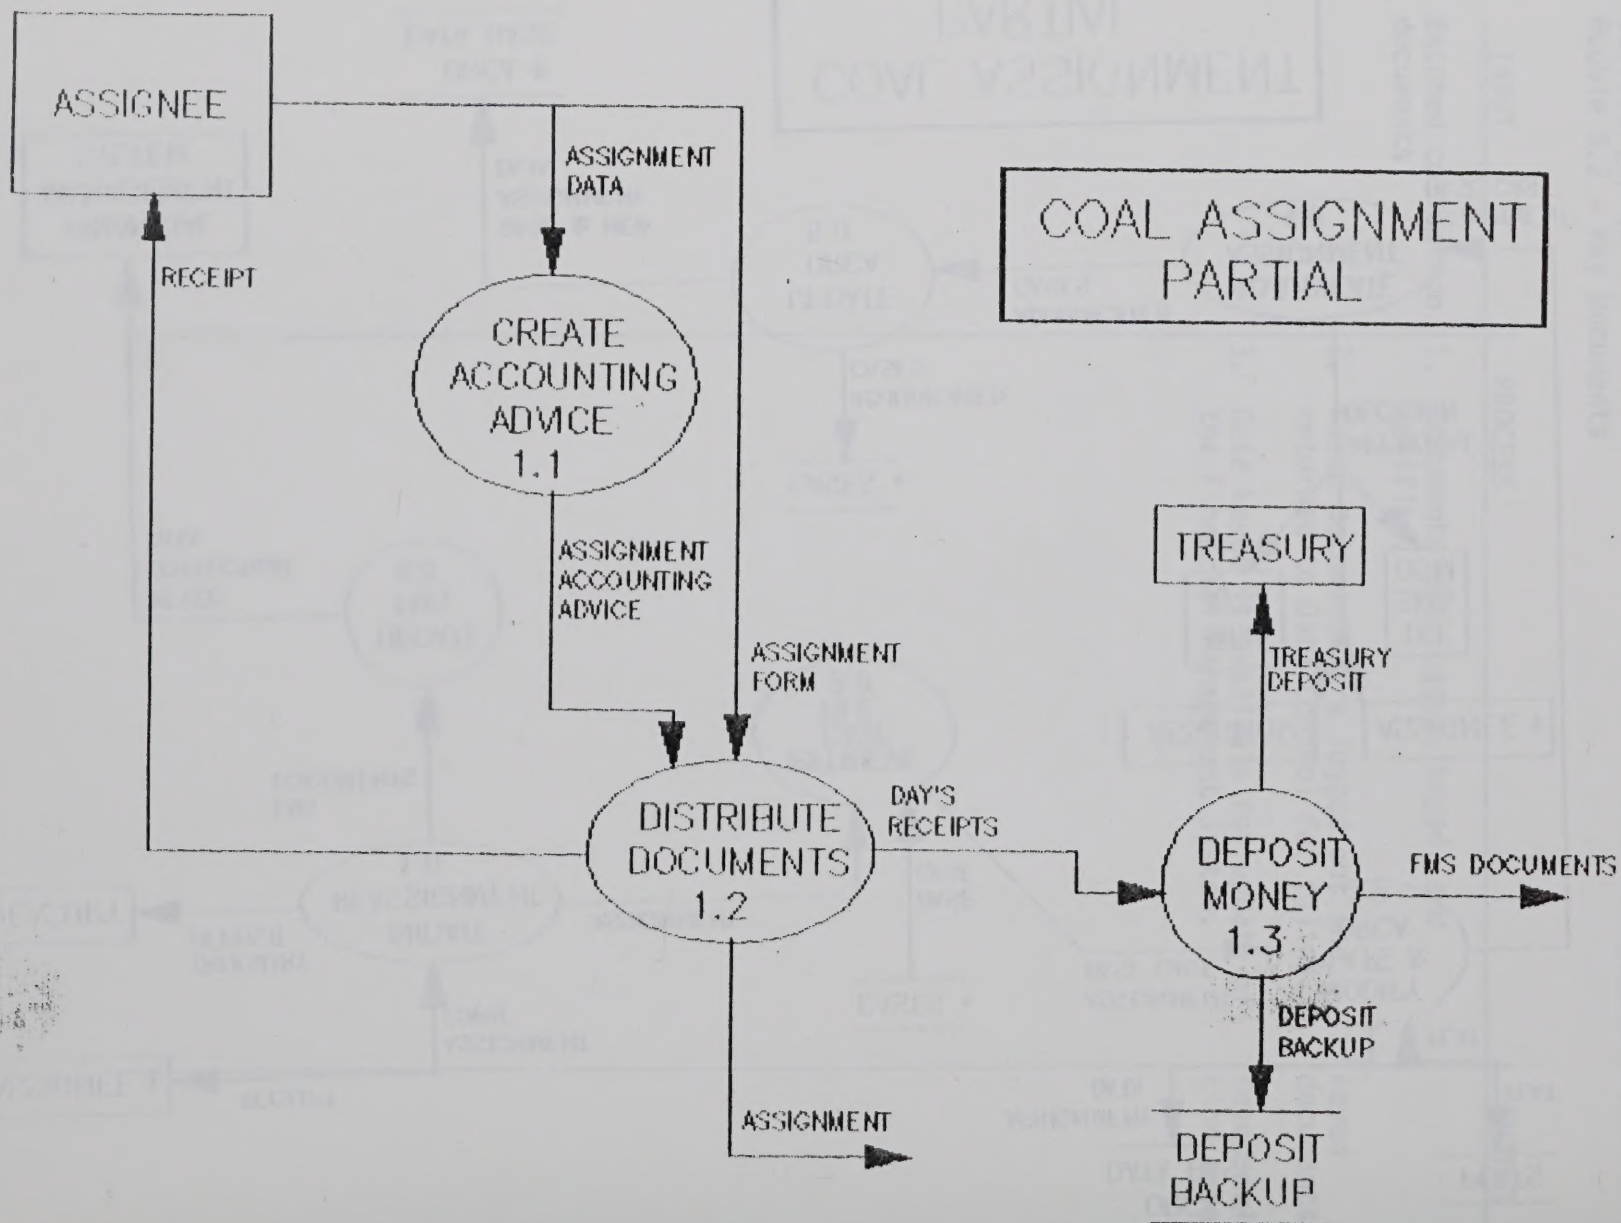 ASSIGNEE
ASSIGNMENT
DATA
COAL ASSIGNMENT
PARTIAL
RECEIPT
CREATE
ACCOUNTING
ADVICE
1.1
ASSIGNMENT
ACCOUNTING
ADVICE
TREASURY
ASSIGNMENT
FORM
TREASURY
DEPOSIT
DISTRIBUTE
DOCUMENTS
1.2
DAY'S
RECEIPTS
DEPOSIT
MONEY
1.3
FMS DOCUMENTS
DEPOSIT
BACKUP
ASSIGNMENT
DEPOSIT
BACKUP